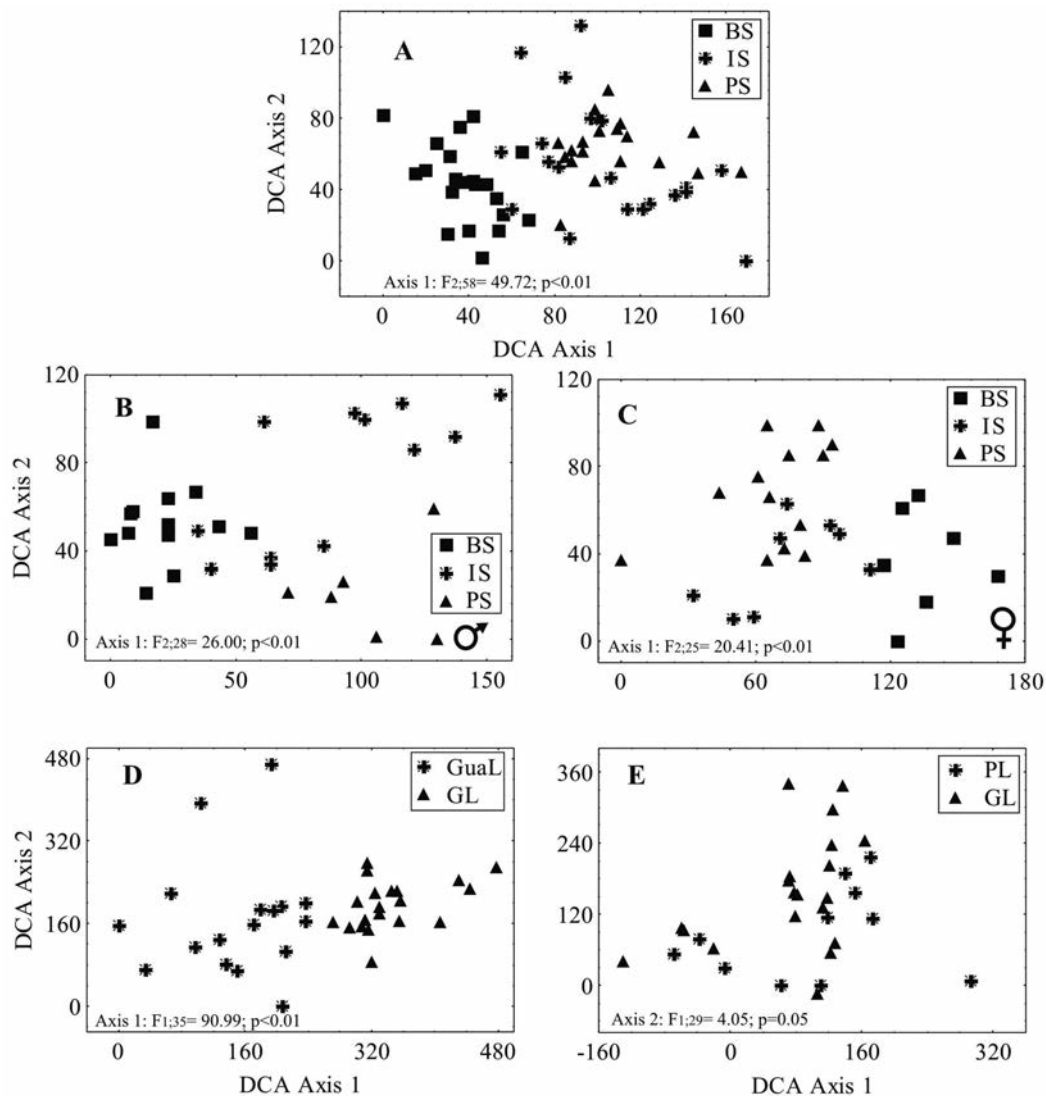 A
BS
IS
PS
120
80
40
0
DCA Axis 2
Axis 1: F2;58= 49.72; p<0.01
0 40 80 120 160
DCA Axis 1
B
120
80
40
0
DCA Axis 2
BS
IS
PS
Axis 1: F2;28= 26.00; p<0.01
♂
0 50 100 150
C
120
80
40
0
BS
IS
PS
Axis 1: F2;25= 20.41; p<0.01
♀
0 60 120 180
D
480
320
160
0
DCA Axis 2
GuaL
GL
Axis 1: F1;35= 90.99; p<0.01
0 160 320 480
DCA Axis 1
E
360
240
120
0
PL
GL
Axis 2: F1;29= 4.05; p=0.05
-160 0 160 320
DCA Axis 1